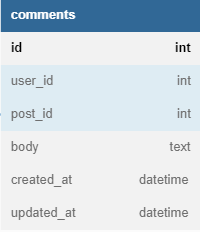 comments
id int
user_id int
post_id int
body text
created_at datetime
updated_at datetime